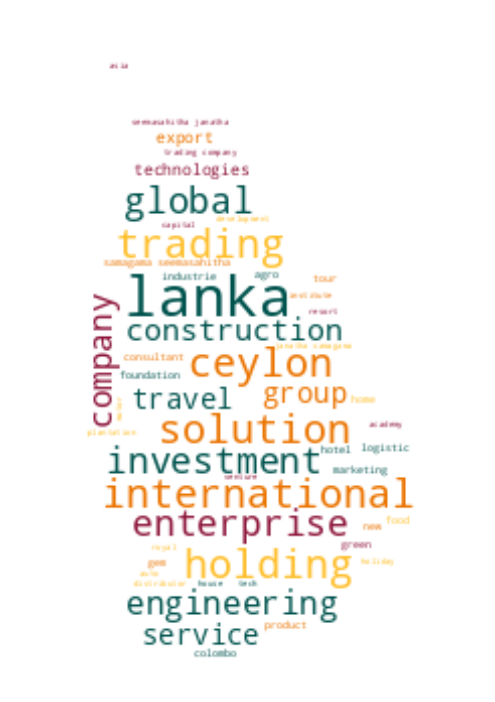 asia
seemasahitha janatha
export
trading company
technologies
global
development
capital
trading
samagama seemasahitha
industrie agro tour
lanka institute
resort
company
construction
janatha samagama
consultant ceylon
foundation group
travel home
motor
solution academy
plantation
hotel logistic
investment marketing
venture
international
enterprise new food
green
royal
holding holiday
gem
auto
distributor house tech
engineering
service product
colombo